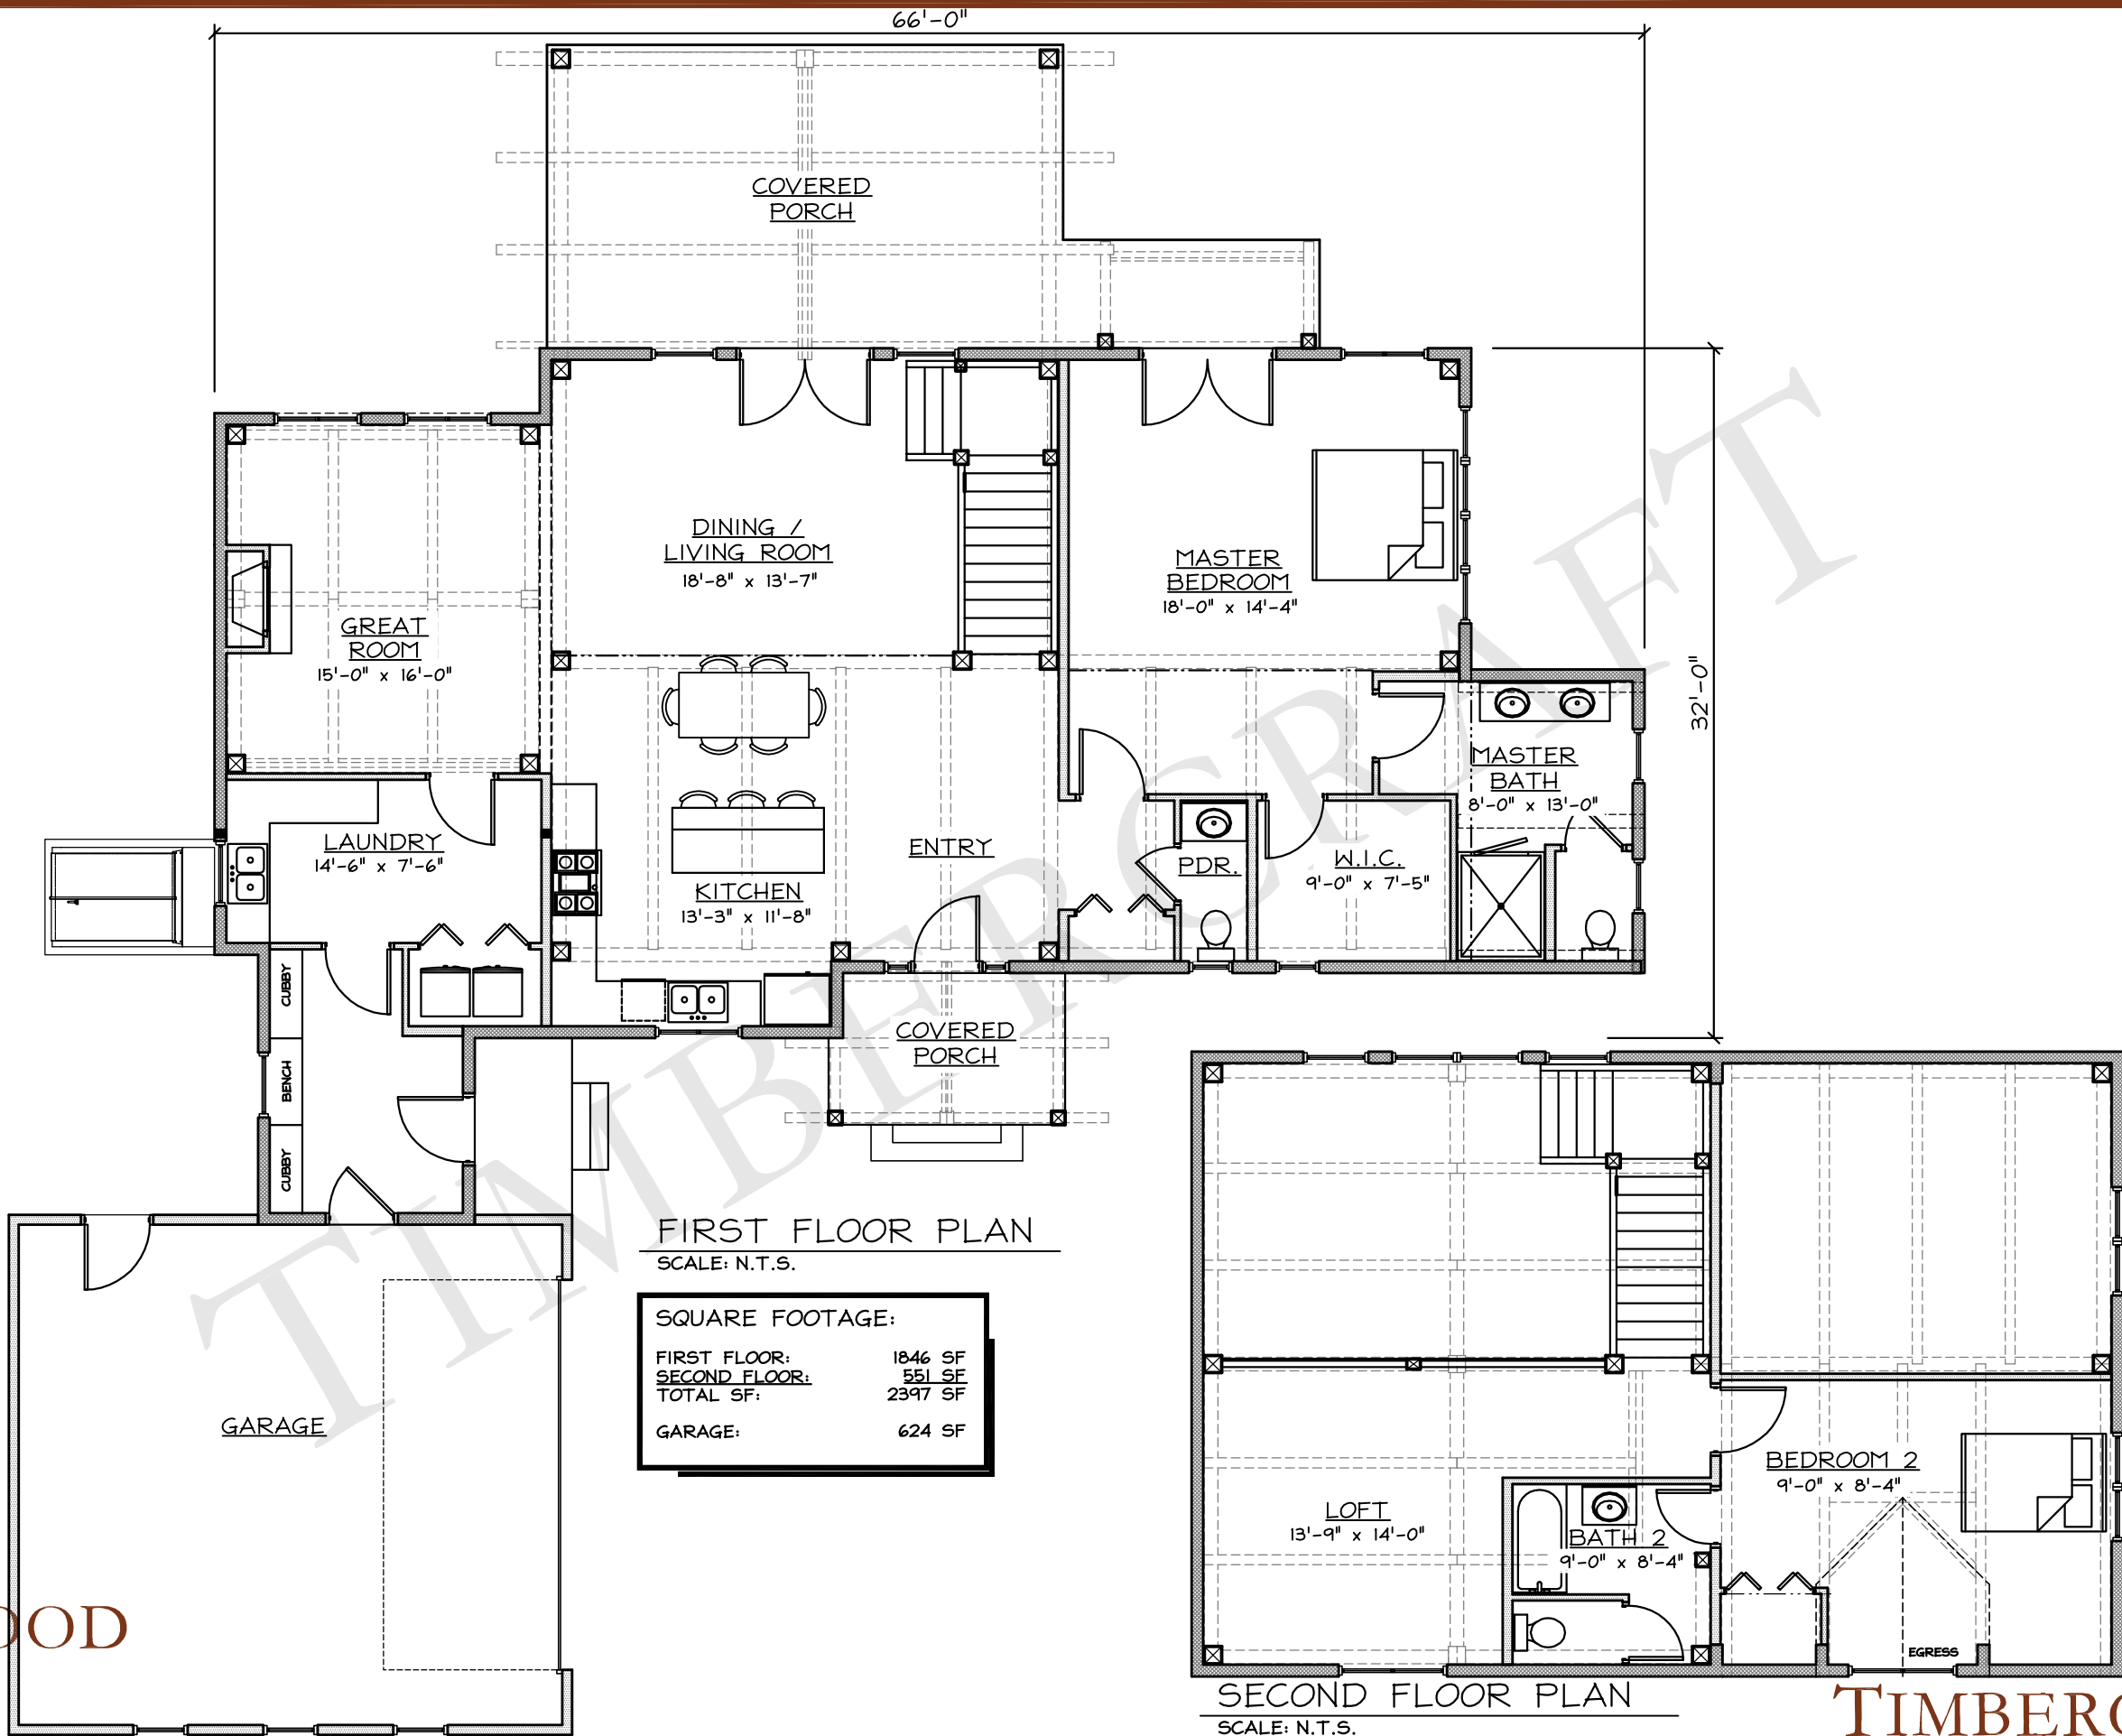 66'-0"
COVERED
PORCH
DINING /
LIVING ROOM
18'-8" x 13'-7"
MASTER
BEDROOM
18'-0" x 14'-4"
GREAT
ROOM
15'-0" x 16'-0"
32'-0"
MASTER
BATH
8'-0" x 13'-0"
LAUNDRY
14'-6" x 7'-6"
ENTRY
PDR.
W.I.C.
9'-0" x 7'-5"
KITCHEN
13'-3" x 11'-8"
CUBBY
BENCH
CUBBY
COVERED
PORCH
TIMBERCRAFT
FIRST FLOOR PLAN
SCALE: N.T.S.
SQUARE FOOTAGE:
FIRST FLOOR: 1846 SF
SECOND FLOOR: 551 SF
TOTAL SF: 2397 SF
GARAGE: 624 SF
GARAGE
BEDROOM 2
9'-0" x 8'-4"
LOFT
13'-9" x 14'-0"
BATH 2
9'-0" x 8'-4"
EGRESS
SECOND FLOOR PLAN
SCALE: N.T.S.
OOD
TIMBERC